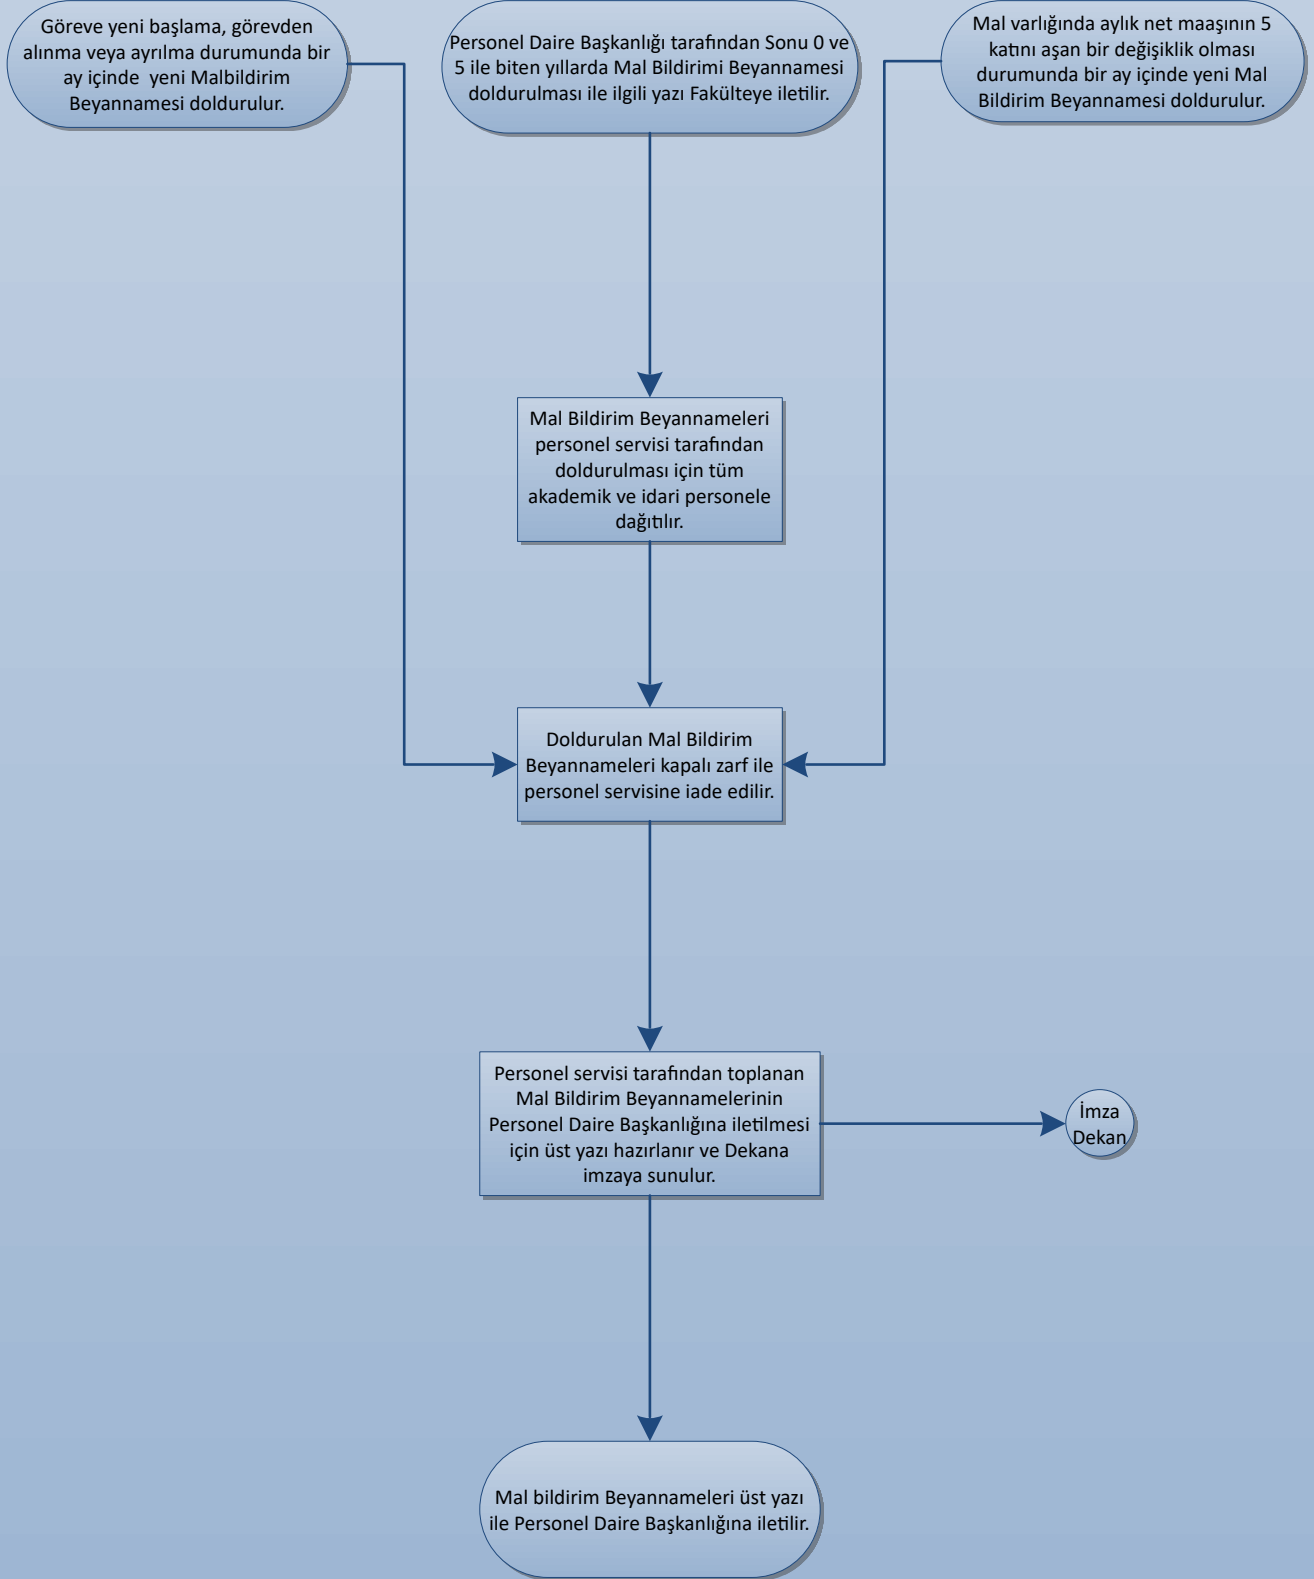 Göreve yeni başlama, görevden
alınma veya ayrılma durumunda bir
ay içinde  yeni Malbildirim
Beyannamesi doldurulur.
Personel Daire Başkanlığı tarafından Sonu 0 ve
5 ile biten yıllarda Mal Bildirimi Beyannamesi
doldurulması ile ilgili yazı Fakülteye iletilir.
Mal varlığında aylık net maaşının 5
katını aşan bir değişiklik olması
durumunda bir ay içinde yeni Mal
Bildirim Beyannamesi doldurulur.
Mal Bildirim Beyannameleri
personel servisi tarafından
doldurulması için tüm
akademik ve idari personele
dağıtılır.
Doldurulan Mal Bildirim
Beyannameleri kapalı zarf ile
personel servisine iade edilir.
Personel servisi tarafından toplanan
Mal Bildirim Beyannamelerinin
Personel Daire Başkanlığına iletilmesi
için üst yazı hazırlanır ve Dekana
imzaya sunulur.
İmza
Dekan
Mal bildirim Beyannameleri üst yazı
ile Personel Daire Başkanlığına iletilir.